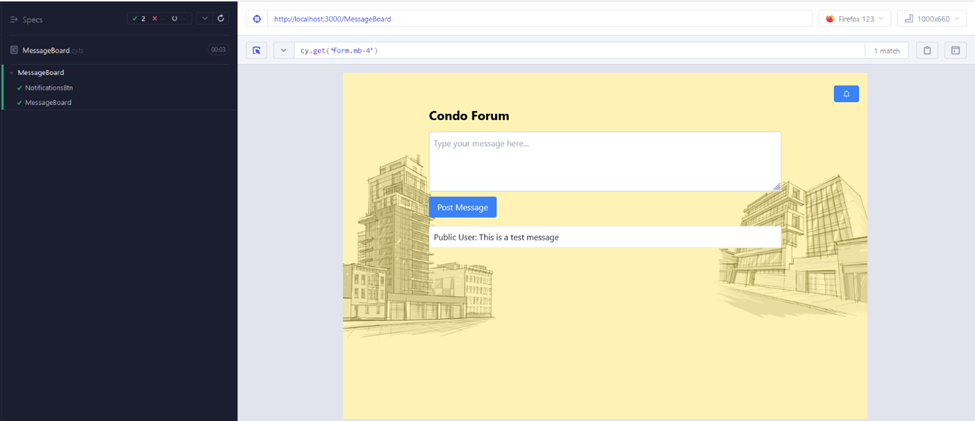 Specs
2
http://localhost:3000/MessageBoard
Firefox 123
1000x660
MessageBoard cy.ts
00:03
cy.get('Form.mb-4')
1 match
MessageBoard
NotificationsBtn
MessageBoard
Condo Forum
Type your message here...
Post Message
Public User: This is a test message